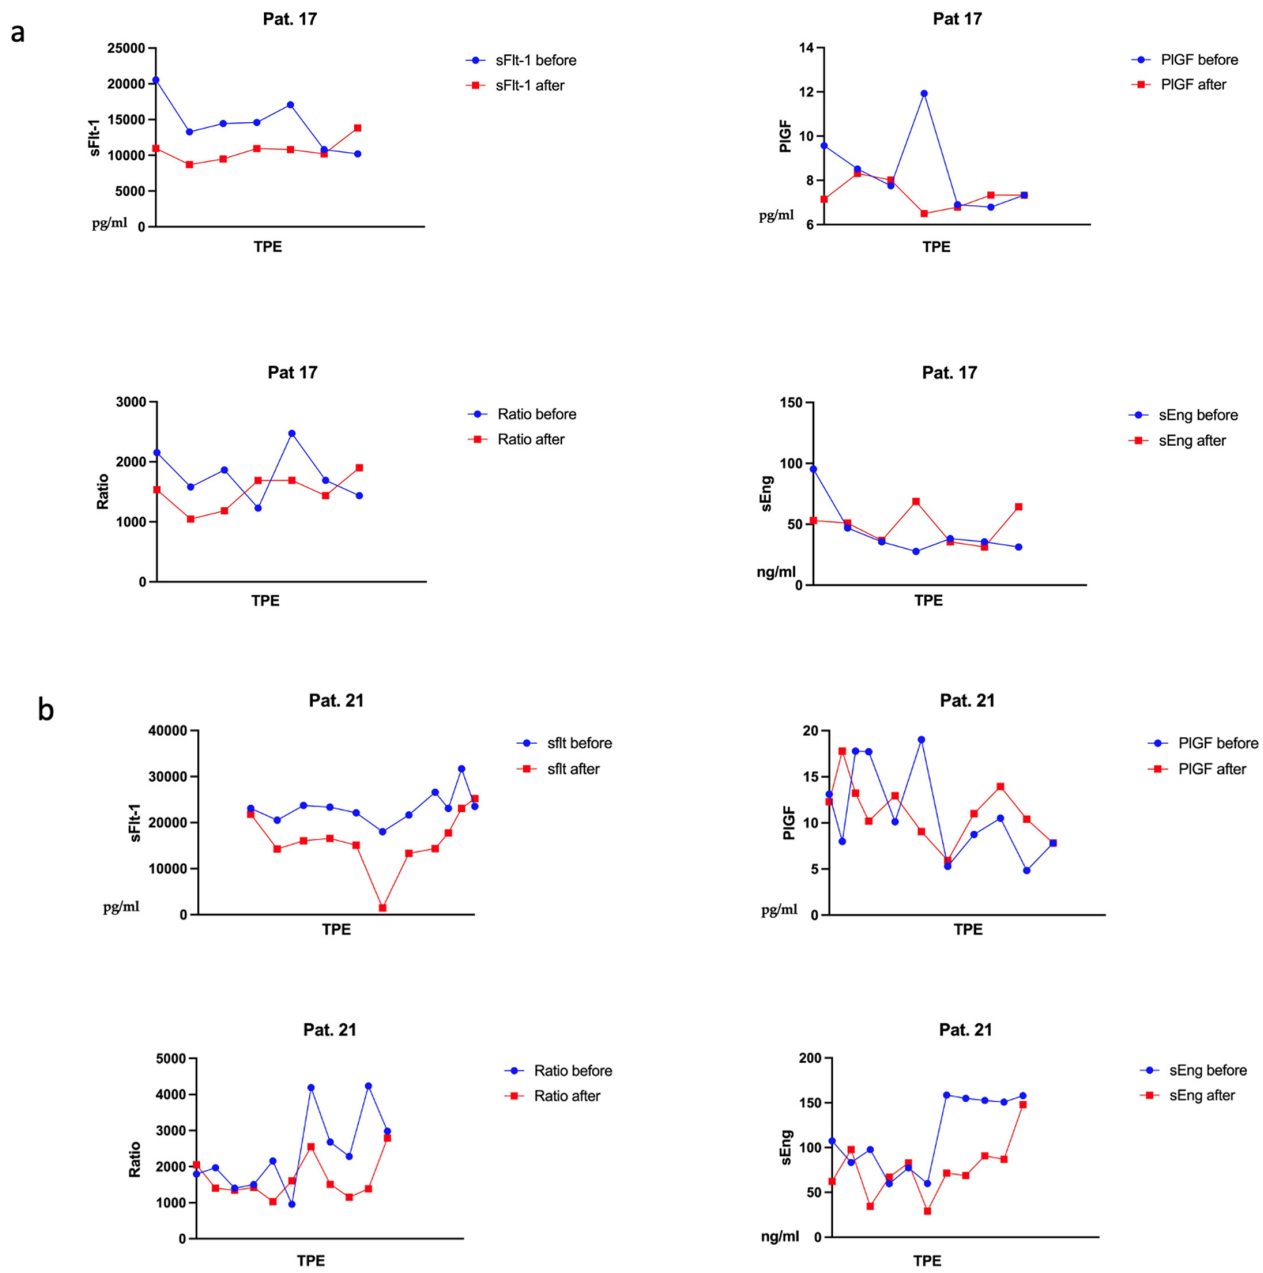 a
Pat. 17
25000
20000
15000
10000
5000
0
sFlt-1
pg/ml
TPE
sFlt-1 before
sFlt-1 after
Pat 17
14
12
10
8
6
PlGF
pg/ml
TPE
PlGF before
PlGF after
Pat 17
3000
2000
1000
0
Ratio
TPE
Ratio before
Ratio after
Pat. 17
150
100
50
0
sEng
ng/ml
TPE
sEng before
sEng after
b
Pat. 21
40000
30000
20000
10000
0
sFlt-1
pg/ml
TPE
sflt before
sflt after
Pat. 21
20
15
10
5
0
PlGF
pg/ml
TPE
PlGF before
PlGF after
Pat. 21
5000
4000
3000
2000
1000
0
Ratio
TPE
Ratio before
Ratio after
Pat. 21
200
150
100
50
0
sEng
ng/ml
TPE
sEng before
sEng after